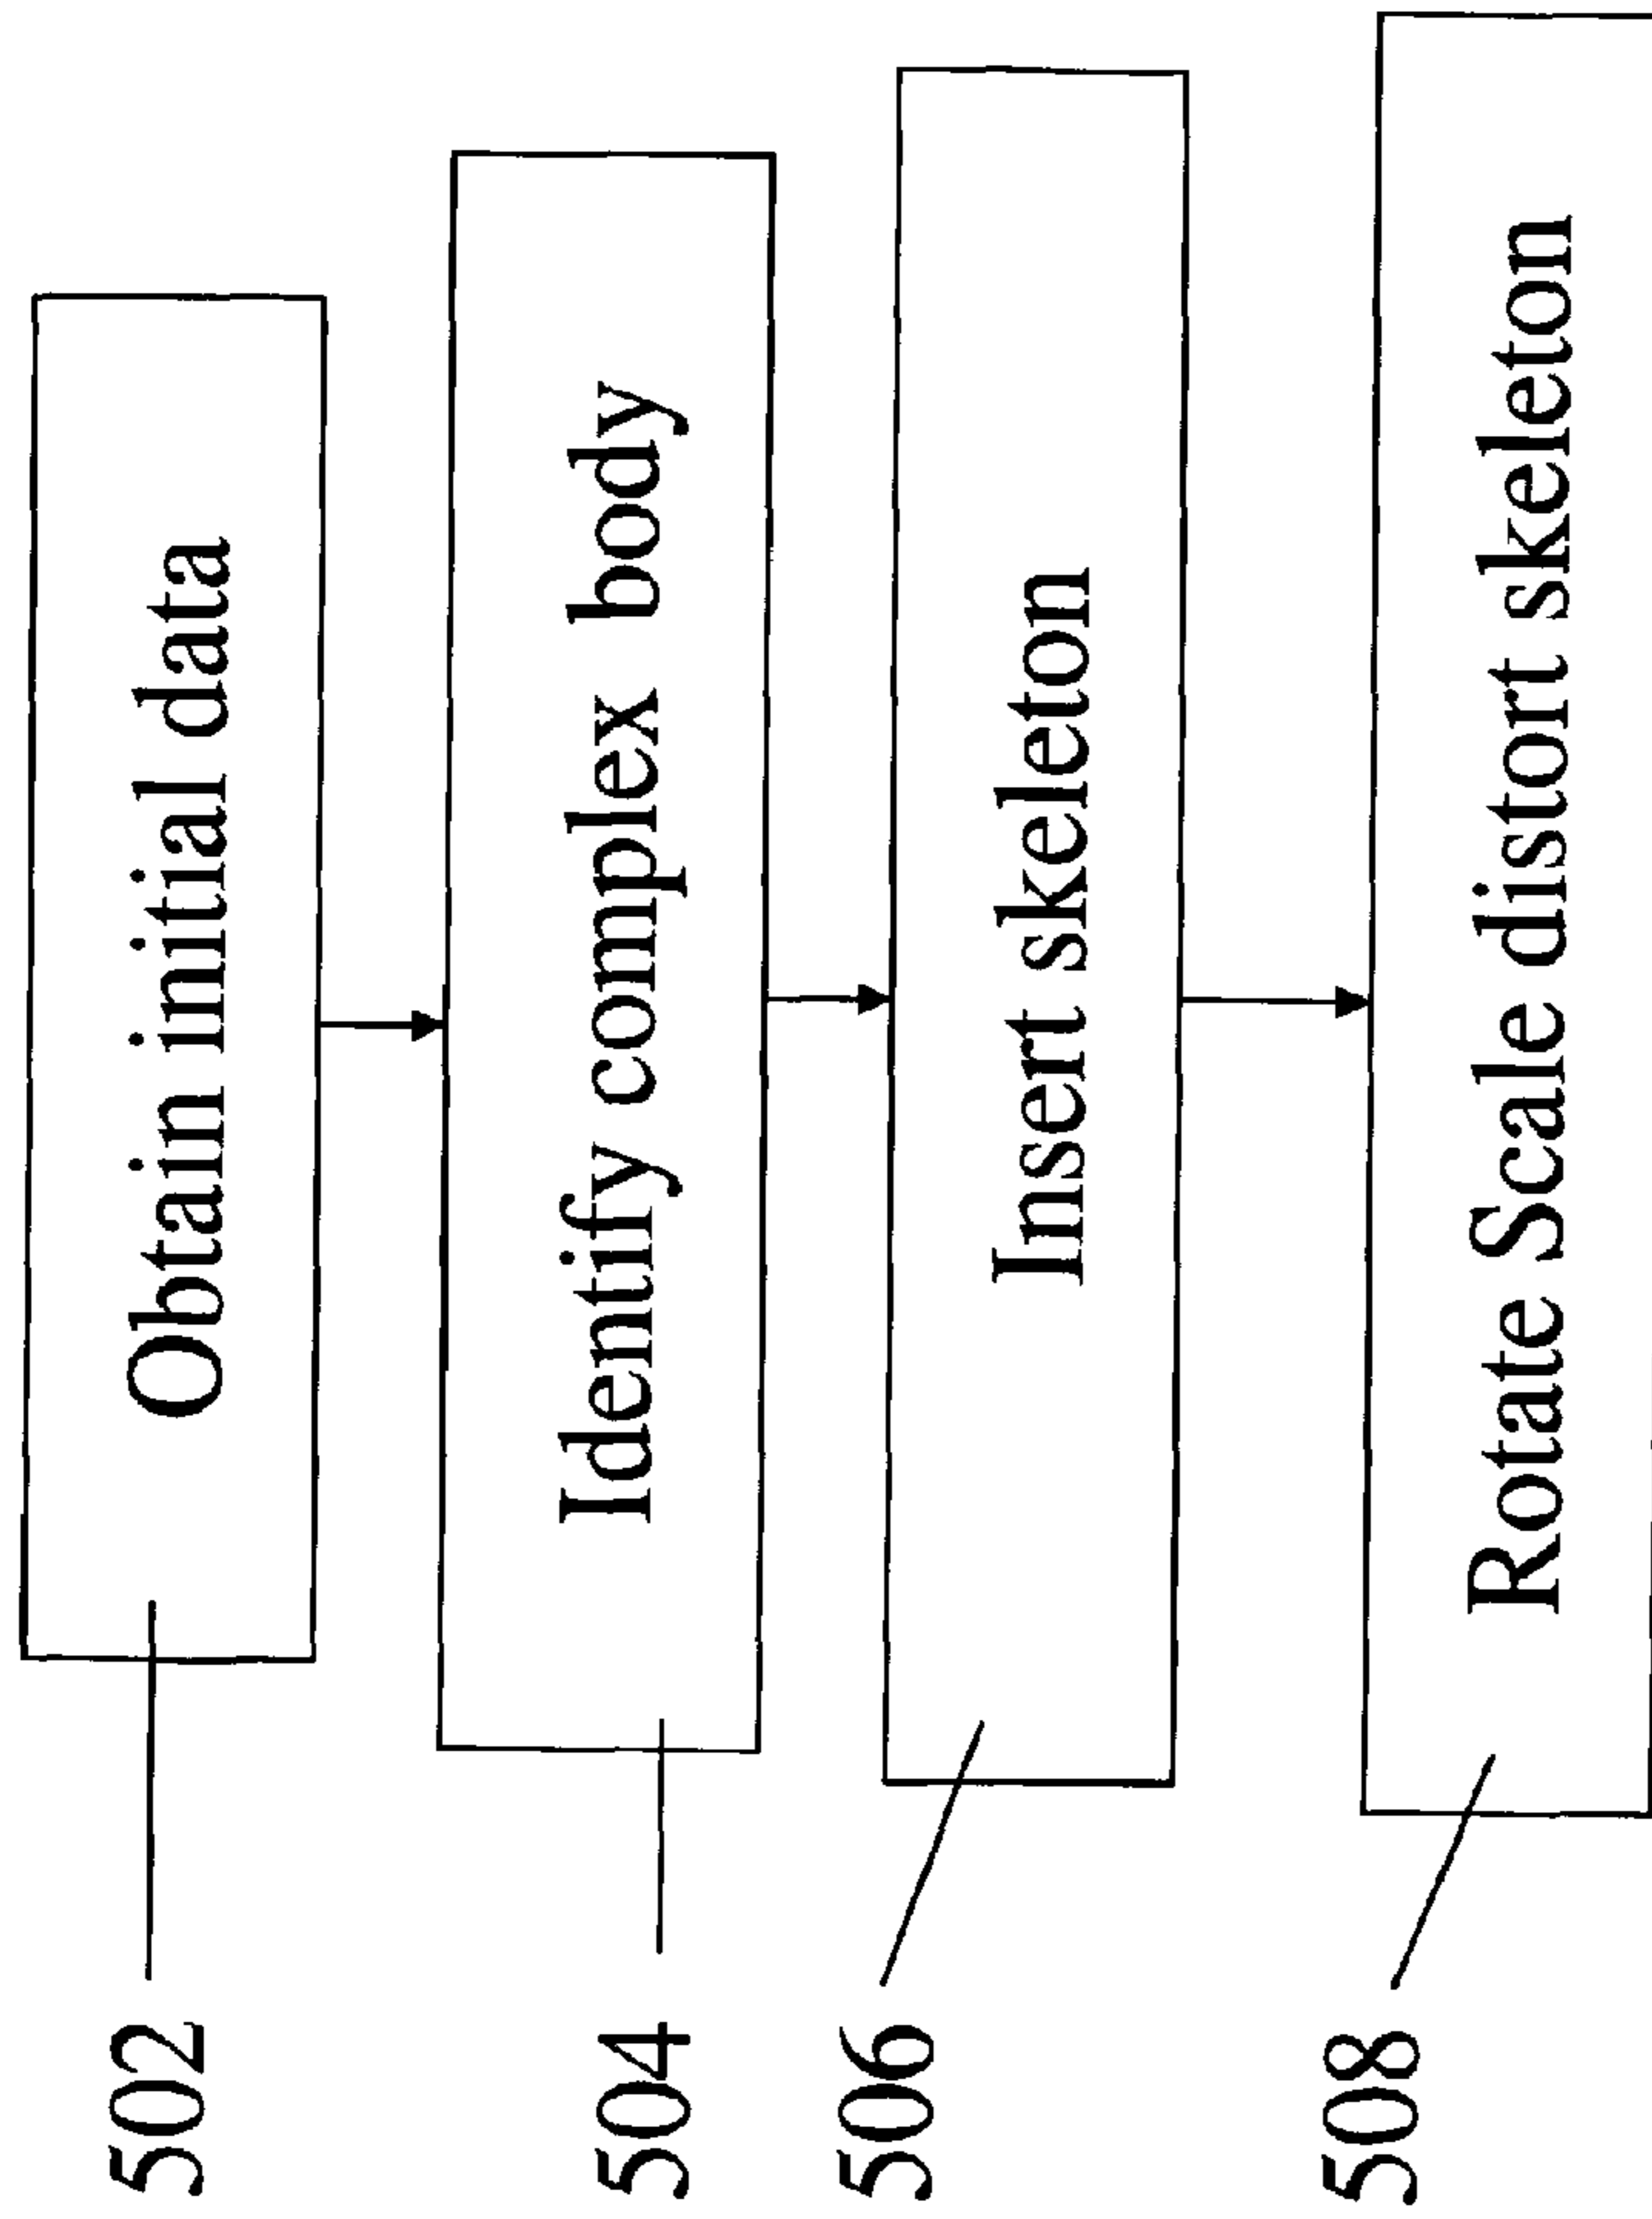 502 Obtain initial data
504 Identify complex body
506 Insert skeleton
508 Rotate Scale distort skeleton